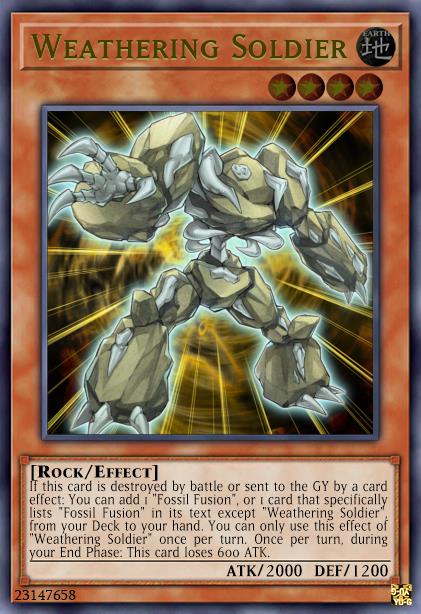 WEATHERING SOLDIER
EARTH
地
[ROCK/EFFECT]
If this card is destroyed by battle or sent to the GY by a card
effect: You can add 1 "Fossil Fusion", or 1 card that specifically
lists "Fossil Fusion" in its text except "Weathering Soldier",
from your Deck to your hand. You can only use this effect of
"Weathering Soldier" once per turn. Once per turn, during
your End Phase: This card loses 600 ATK.
ATK/2000 DEF/1200
23147658